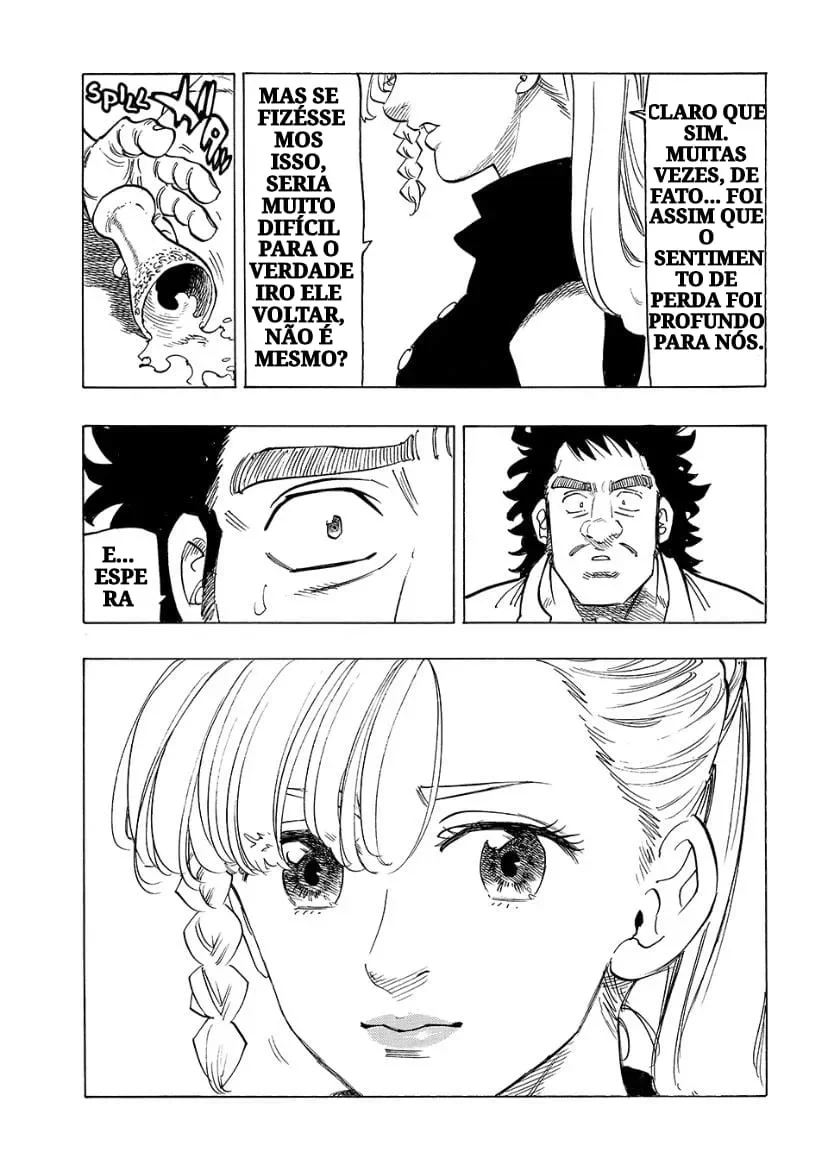 CLARO QUE
SIM.
MUITAS
VEZES, DE
FATO... FOI
ASSIM QUE
O
SENTIMEN
TO DE
PERDA FOI
PROFUNDO
PARA NÓS.
MAS SE
FIZÉSSE
MOS
ISSO,
SERIA
MUITO
DIFÍCIL
PARA O
VERDADE
IRO ELE
VOLTAR,
NÃO É
MESMO?
SPILL
E...
ESPE
RA